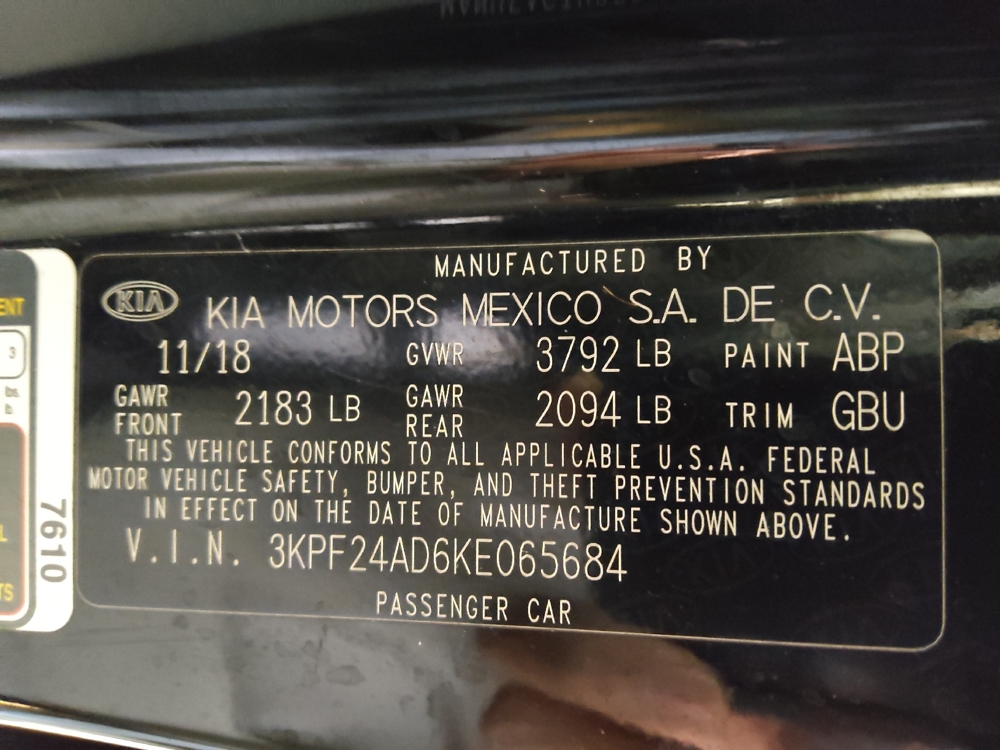 MANUFACTURED BY
KIA KIA MOTORS MEXICO S.A. DE C.V.
11/18 GVWR 3792 LB PAINT ABP
GAWR FRONT 2183 LB GAWR REAR 2094 LB TRIM GBU
THIS VEHICLE CONFORMS TO ALL APPLICABLE U.S.A. FEDERAL
MOTOR VEHICLE SAFETY, BUMPER, AND THEFT PREVENTION STANDARDS
IN EFFECT ON THE DATE OF MANUFACTURE SHOWN ABOVE.
V.I.N. 3KPF24AD6KE065684
PASSENGER CAR
3
7610